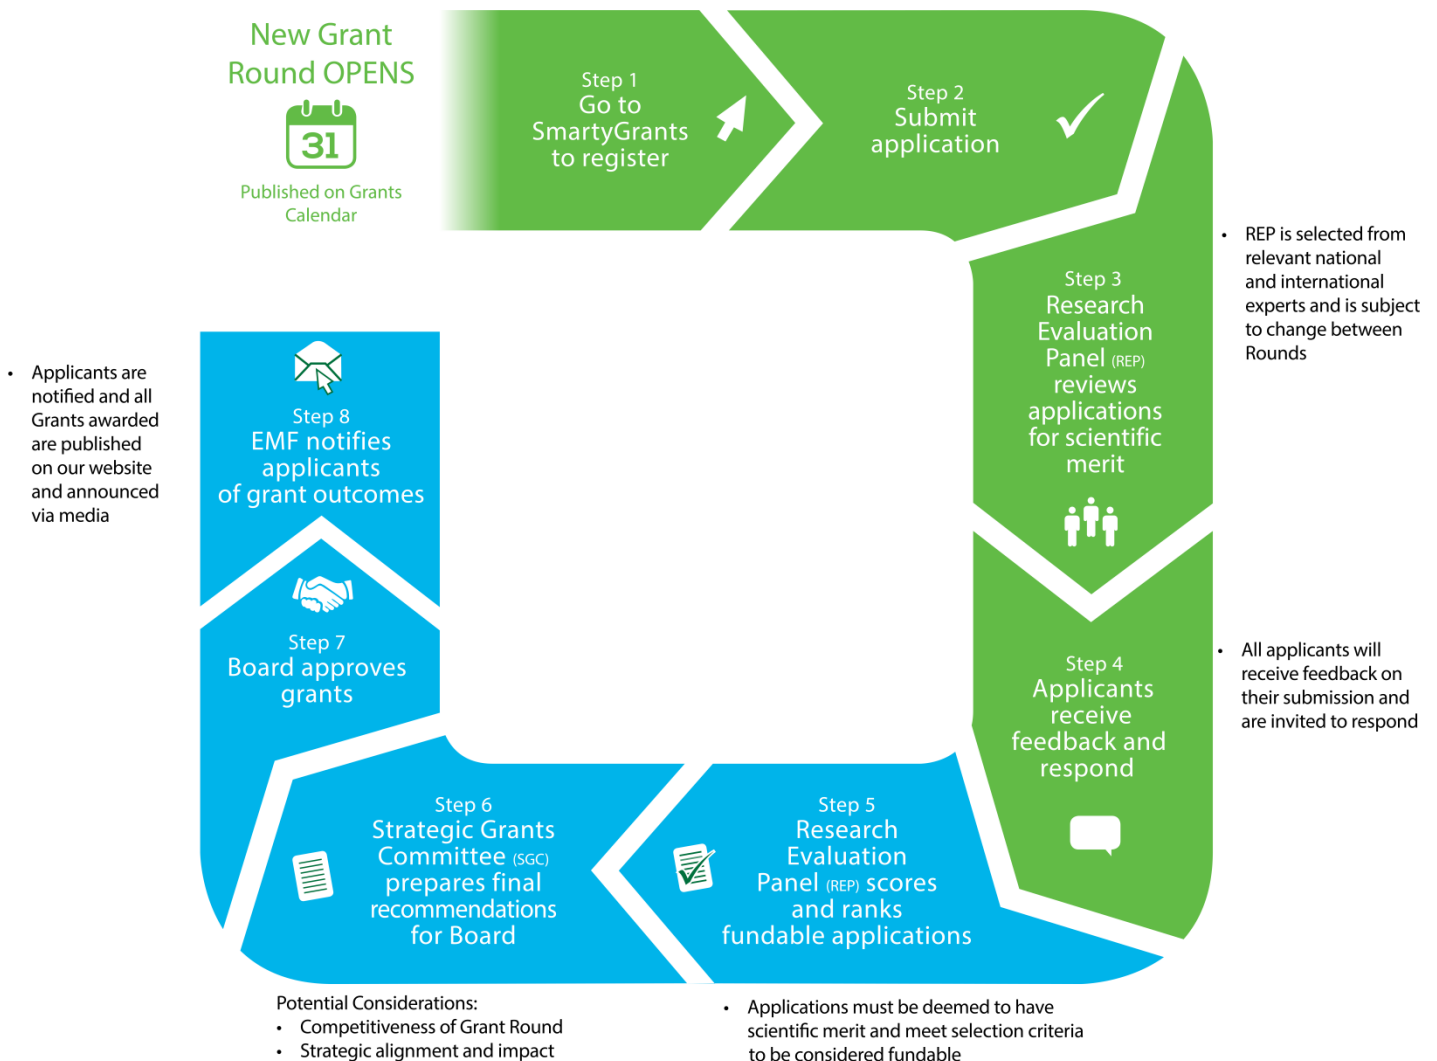 New Grant
Round OPENS
31
Published on Grants
Calendar
Step 1
Go to
SmartyGrants
to register
Step 2
Submit
application
Step 3
Research
Evaluation
Panel (REP)
reviews
applications
for scientific
merit
• REP is selected from
relevant national
and international
experts and is subject
to change between
Rounds
Step 4
Applicants
receive
feedback and
respond
• All applicants will
receive feedback on
their submission and
are invited to respond
Step 5
Research
Evaluation
Panel (REP) scores
and ranks
fundable applications
• Applications must be deemed to have
scientific merit and meet selection criteria
to be considered fundable
Step 6
Strategic Grants
Committee (SGC)
prepares final
recommendations
for Board
Potential Considerations:
• Competitiveness of Grant Round
• Strategic alignment and impact
Step 7
Board approves
grants
Step 8
EMF notifies
applicants
of grant outcomes
• Applicants are
notified and all
Grants awarded
are published
on our website
and announced
via media